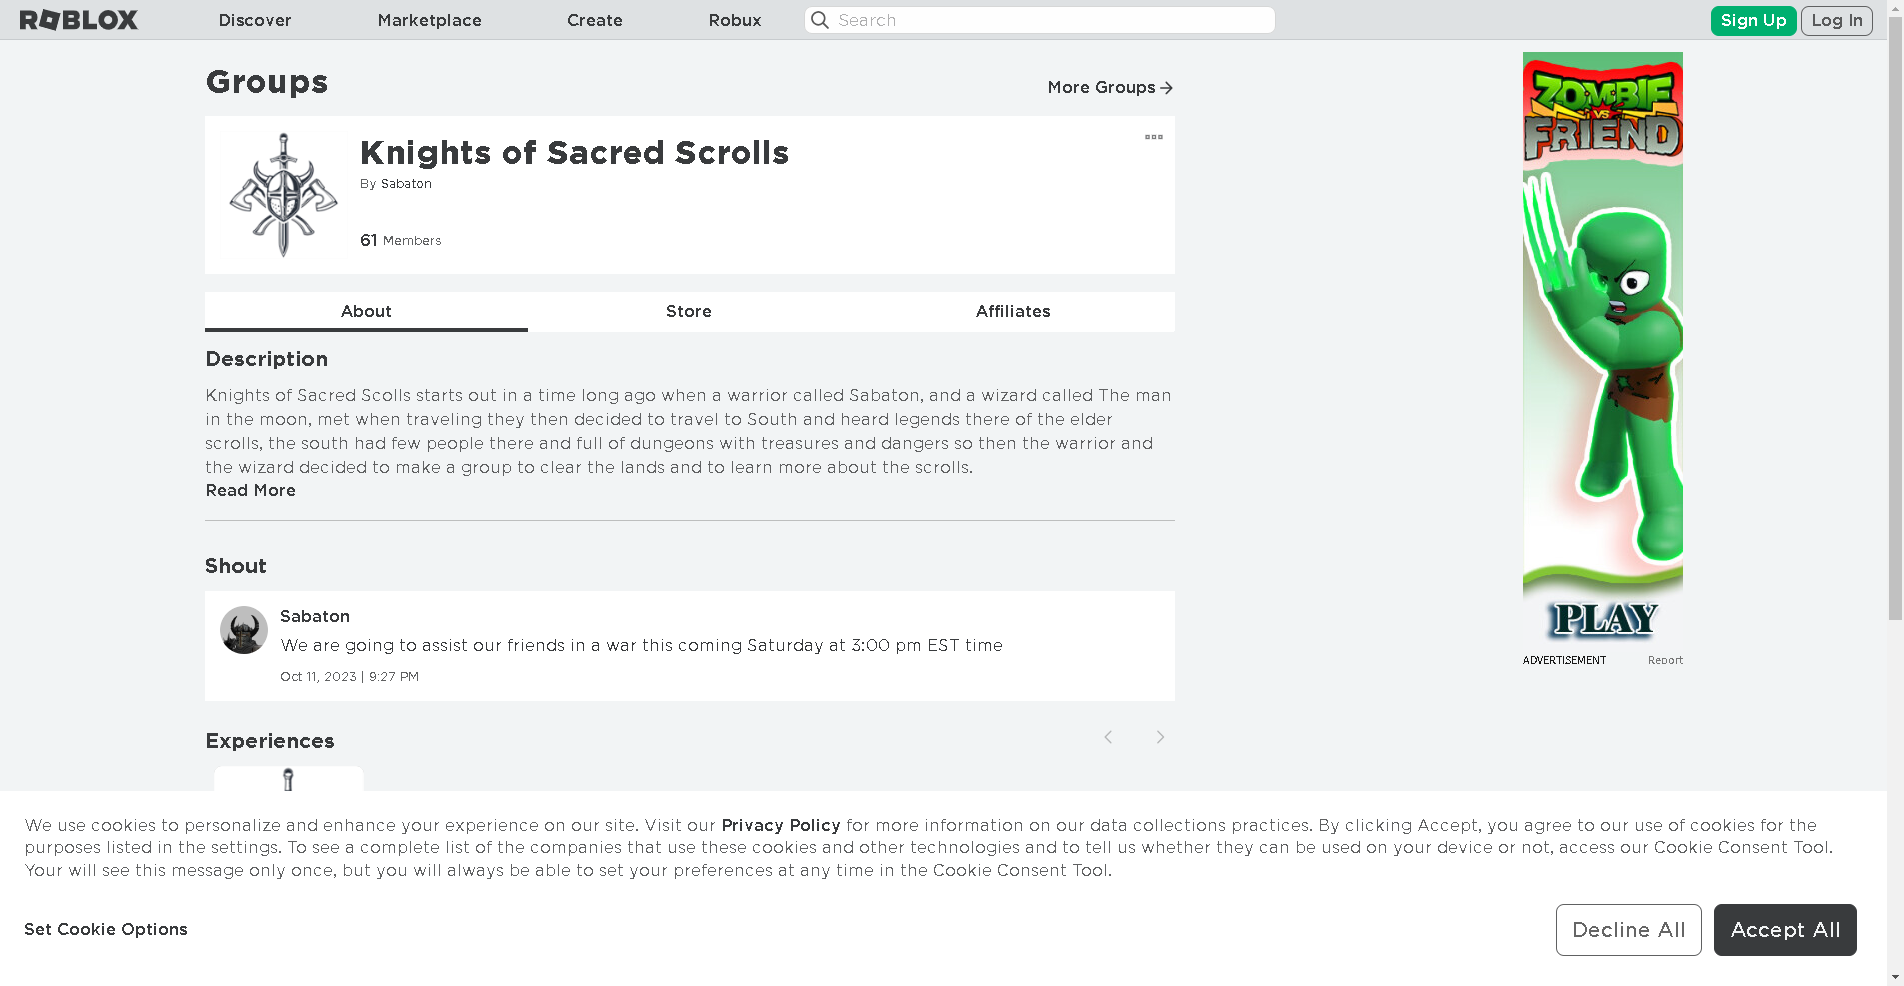 ROBLOX Discover Marketplace Create Robux Search Sign Up Log In
Groups
More Groups
Knights of Sacred Scrolls
By Sabaton
61 Members
About Store Affiliates
Description
Knights of Sacred Scolls starts out in a time long ago when a warrior called Sabaton, and a wizard called The man
in the moon, met when traveling they then decided to travel to South and heard legends there of the elder
scrolls, the south had few people there and full of dungeons with treasures and dangers so then the warrior and
the wizard decided to make a group to clear the lands and to learn more about the scrolls.
Read More
Shout
Sabaton
We are going to assist our friends in a war this coming Saturday at 3:00 pm EST time
Oct 11, 2023 | 9:27 PM
Experiences
ZOMBIE
VS
FRIEND
PLAY
ADVERTISEMENT Report
We use cookies to personalize and enhance your experience on our site. Visit our Privacy Policy for more information on our data collections practices. By clicking Accept, you agree to our use of cookies for the
purposes listed in the settings. To see a complete list of the companies that use these cookies and other technologies and to tell us whether they can be used on your device or not, access our Cookie Consent Tool.
Your will see this message only once, but you will always be able to set your preferences at any time in the Cookie Consent Tool.
Set Cookie Options
Decline All
Accept All